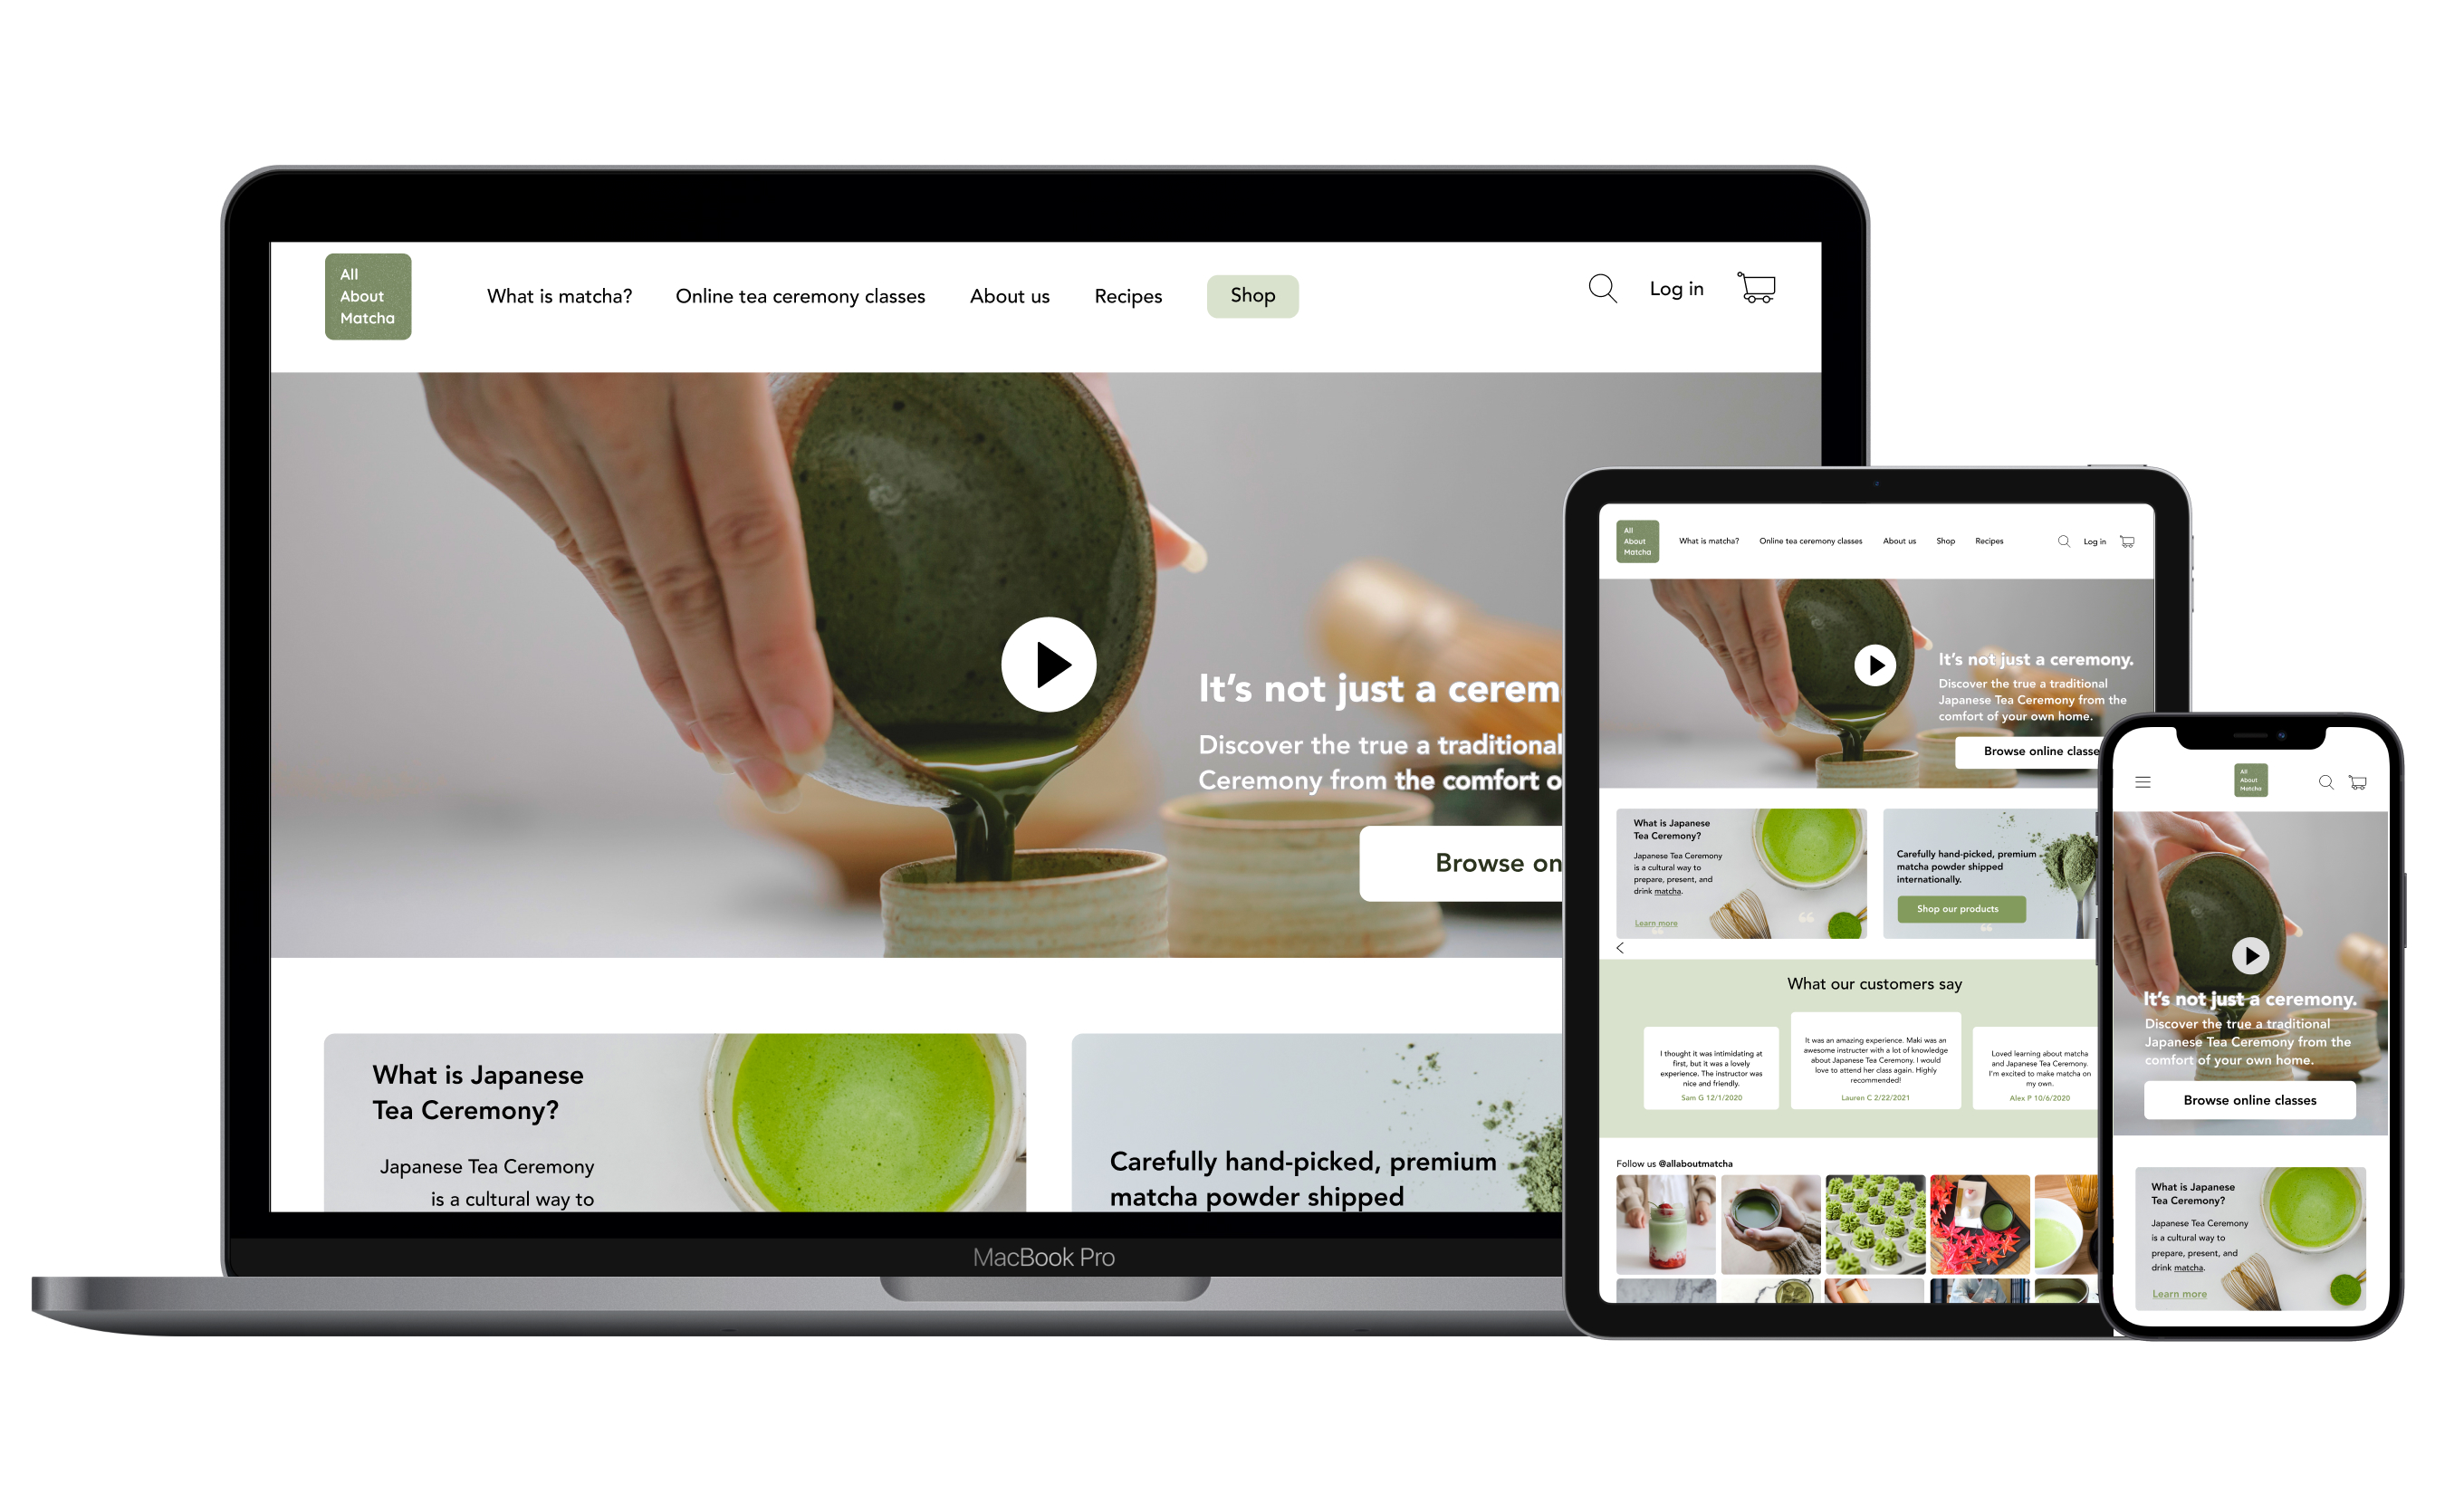 All
About
Matcha
What is matcha? Online tea ceremony classes About us Recipes Shop Log in
It's not just a cerem
Discover the true a traditional
Ceremony from the comfort o
Browse on
What is Japanese
Tea Ceremony?
Japanese Tea Ceremony
is a cultural way to
Carefully hand-picked, premium
matcha powder shipped
MacBook Pro
All
About
Matcha
What is matcha? Online tea ceremony classes About us Shop Recipes Log in
It's not just a ceremony.
Discover the true a traditional
Japanese Tea Ceremony from the
comfort of your own home.
Browse online classe
What is Japanese
Tea Ceremony?
Japanese Tea Ceremony
is a cultural way to
prepare, present, and
drink matcha.
Learn more
Carefully hand-picked, premium
matcha powder shipped
internationally.
Shop our products
What our customers say
I thought it was intimidating at
first, but it was a lovely
experience. The instructor was
nice and friendly.
Sam G 12/1/2020
It was an amazing experience. Maki was an
awesome instructer with a lot of knowledge
about Japanese Tea Ceremony. I would
love to attend her class again. Highly
recommended!
Lauren C 2/22/2021
Loved learning about matcha
and Japanese Tea Ceremony.
I'm excited to make matcha on
my own.
Alex P 10/6/2020
Follow us @allaboutmatcha
All
About
Matcha
It's not just a ceremony.
Discover the true a traditional
Japanese Tea Ceremony from the
comfort of your own home.
Browse online classes
What is Japanese
Tea Ceremony?
Japanese Tea Ceremony
is a cultural way to
prepare, present, and
drink matcha.
Learn more